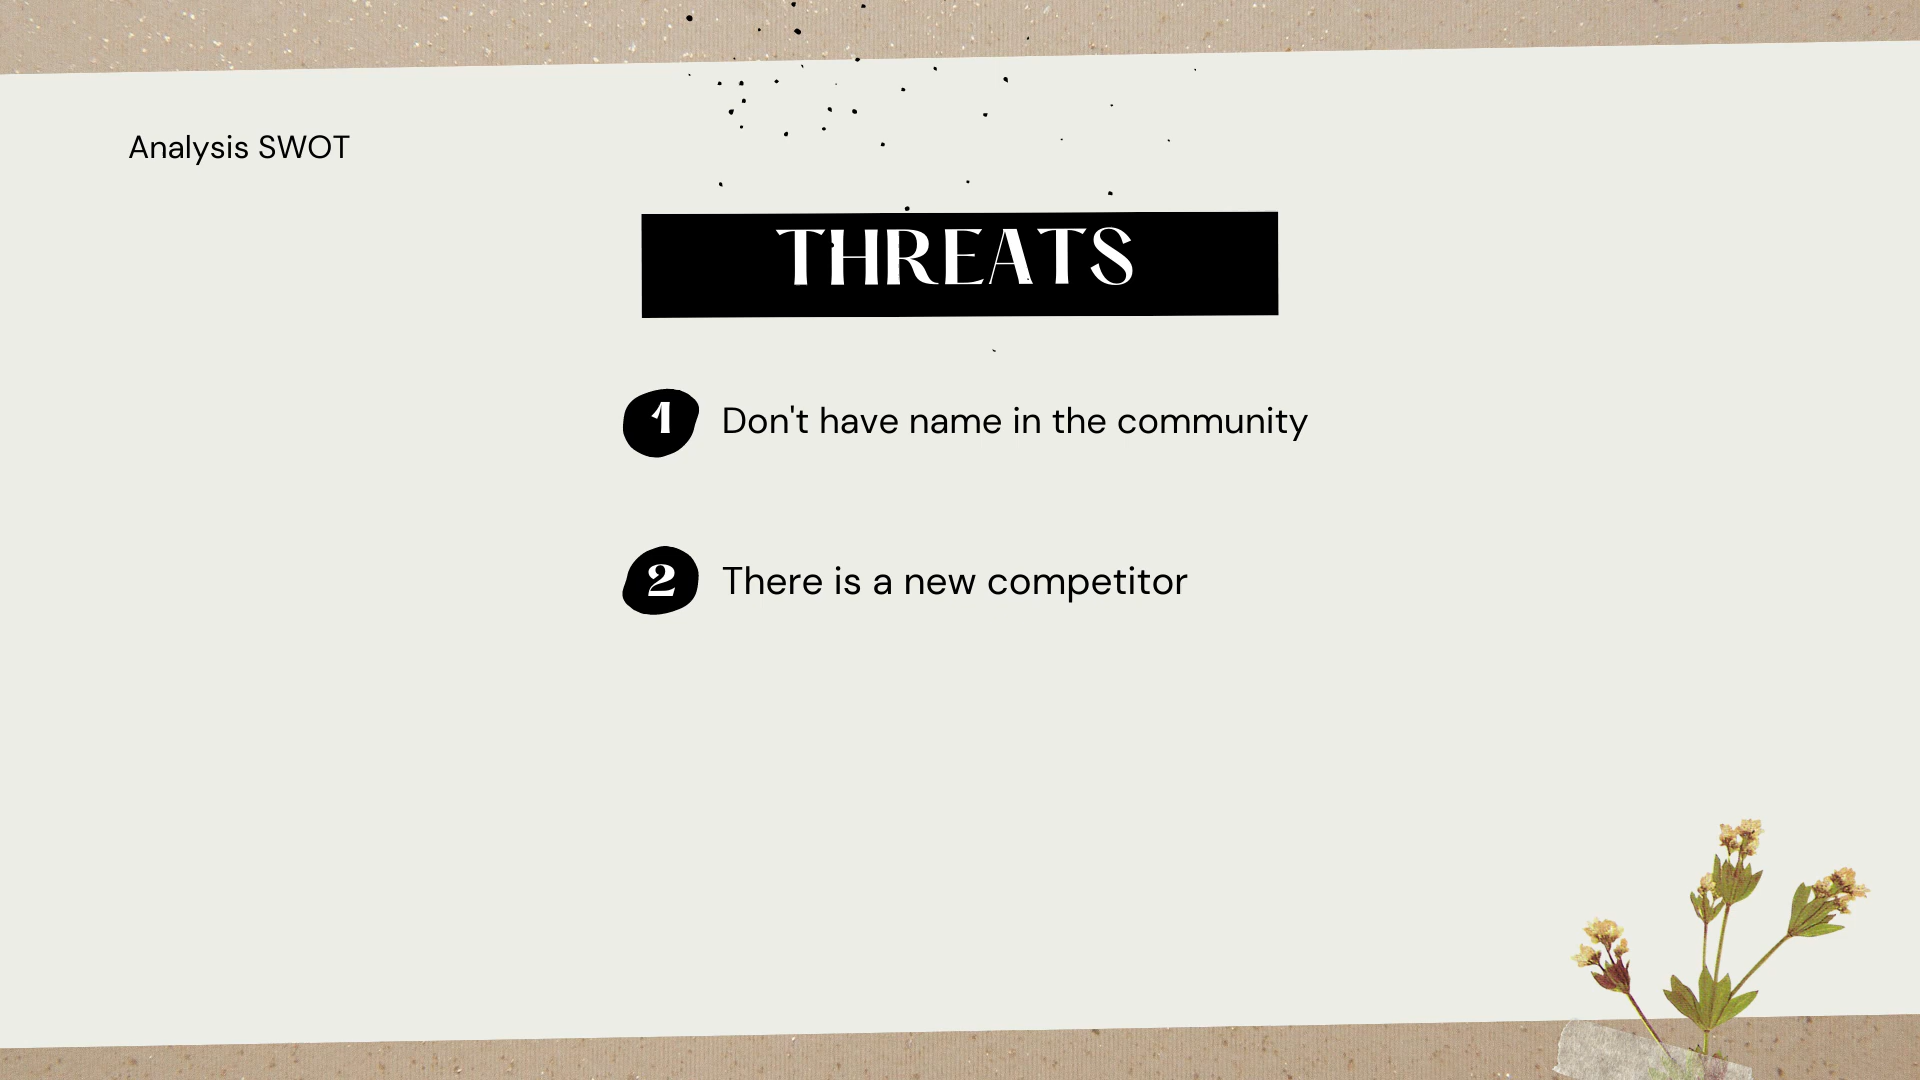 Analysis SWOT
THREATS
1 Don't have name in the community
2 There is a new competitor